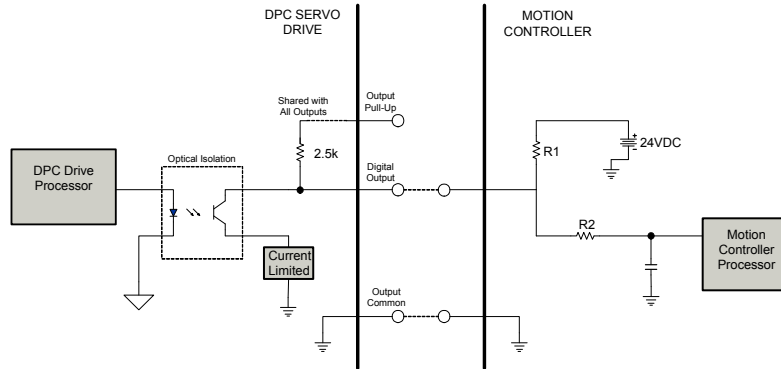 DPC SERVO
DRIVE
MOTION
CONTROLLER
Shared with
All Outputs
Output
Pull-Up
2.5k
R1
24VDC
+
-
Optical Isolation
DPC Drive
Processor
Digital
Output
R2
Motion
Controller
Processor
Current
Limited
Output
Common